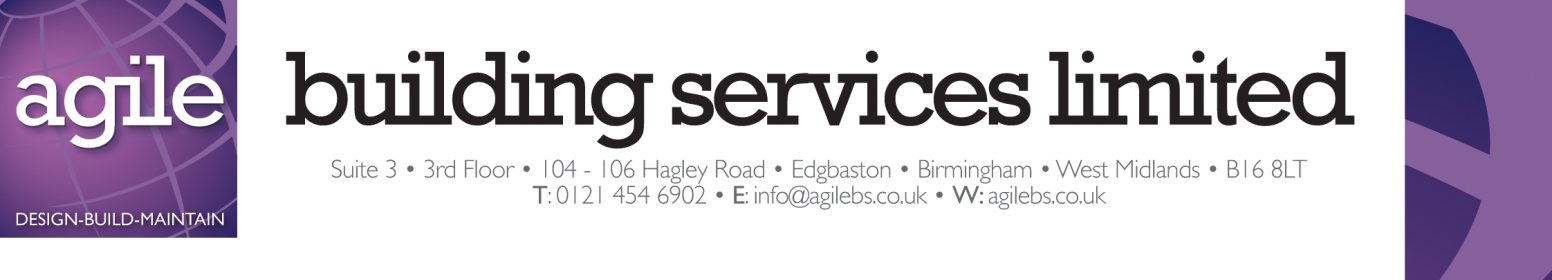 agile
DESIGN-BUILD-MAINTAIN
building services limited
Suite 3 • 3rd Floor • 104 - 106 Hagley Road • Edgbaston • Birmingham • West Midlands • B16 8LT
T: 0121 454 6902 • E: info@agilebs.co.uk • W: agilebs.co.uk